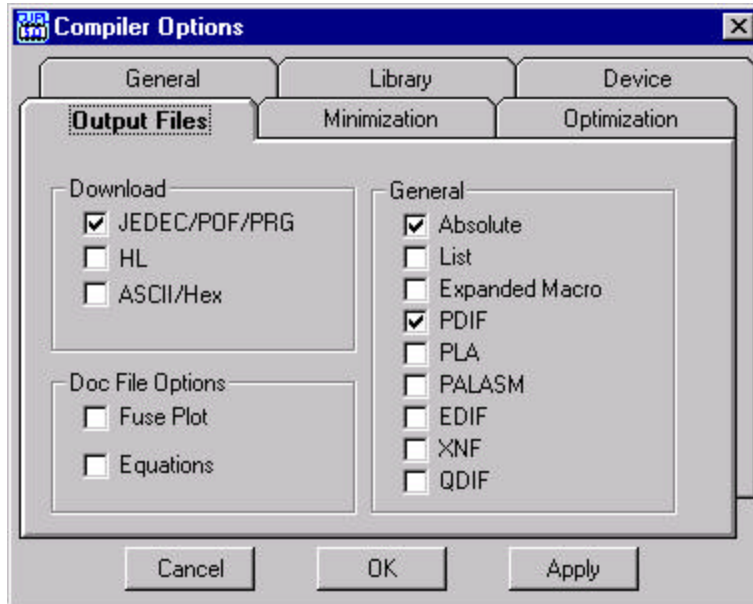 Compiler Options
General Library Device
Output Files Minimization Optimization
Download
JEDEC/POF/PRG
HL
ASCII/Hex
Doc File Options
Fuse Plot
Equations
General
Absolute
List
Expanded Macro
PDIF
PLA
PALASM
EDIF
XNF
QDIF
Cancel OK Apply